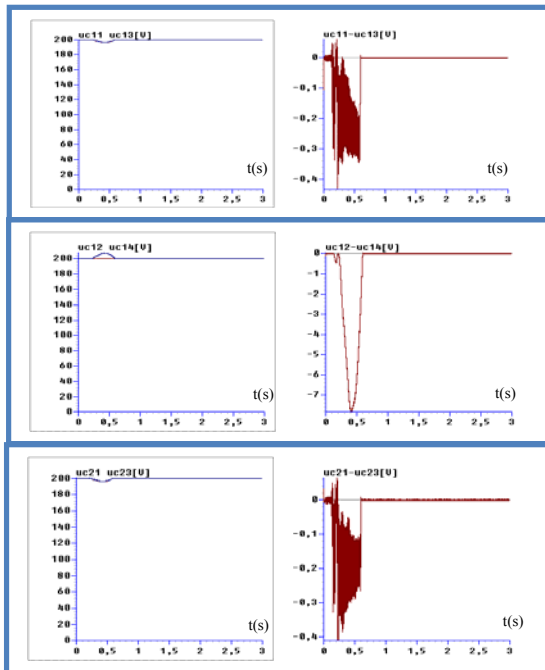 uc11 uc13[V]
200
180
160
140
120
100
80
60
40
20
0
0 0,5 1 1,5 2 2,5 3
t(s)
uc11-uc13[V]
0
-0,1
-0,2
-0,3
-0,4
0 0,5 1 1,5 2 2,5 3
t(s)
uc12 uc14[V]
200
180
160
140
120
100
80
60
40
20
0
0 0,5 1 1,5 2 2,5 3
t(s)
uc12-uc14[V]
0
-1
-2
-3
-4
-5
-6
-7
0 0,5 1 1,5 2 2,5 3
t(s)
uc21 uc23[V]
200
180
160
140
120
100
80
60
40
20
0
0 0,5 1 1,5 2 2,5 3
t(s)
uc21-uc23[V]
0
-0,1
-0,2
-0,3
-0,4
0 0,5 1 1,5 2 2,5 3
t(s)